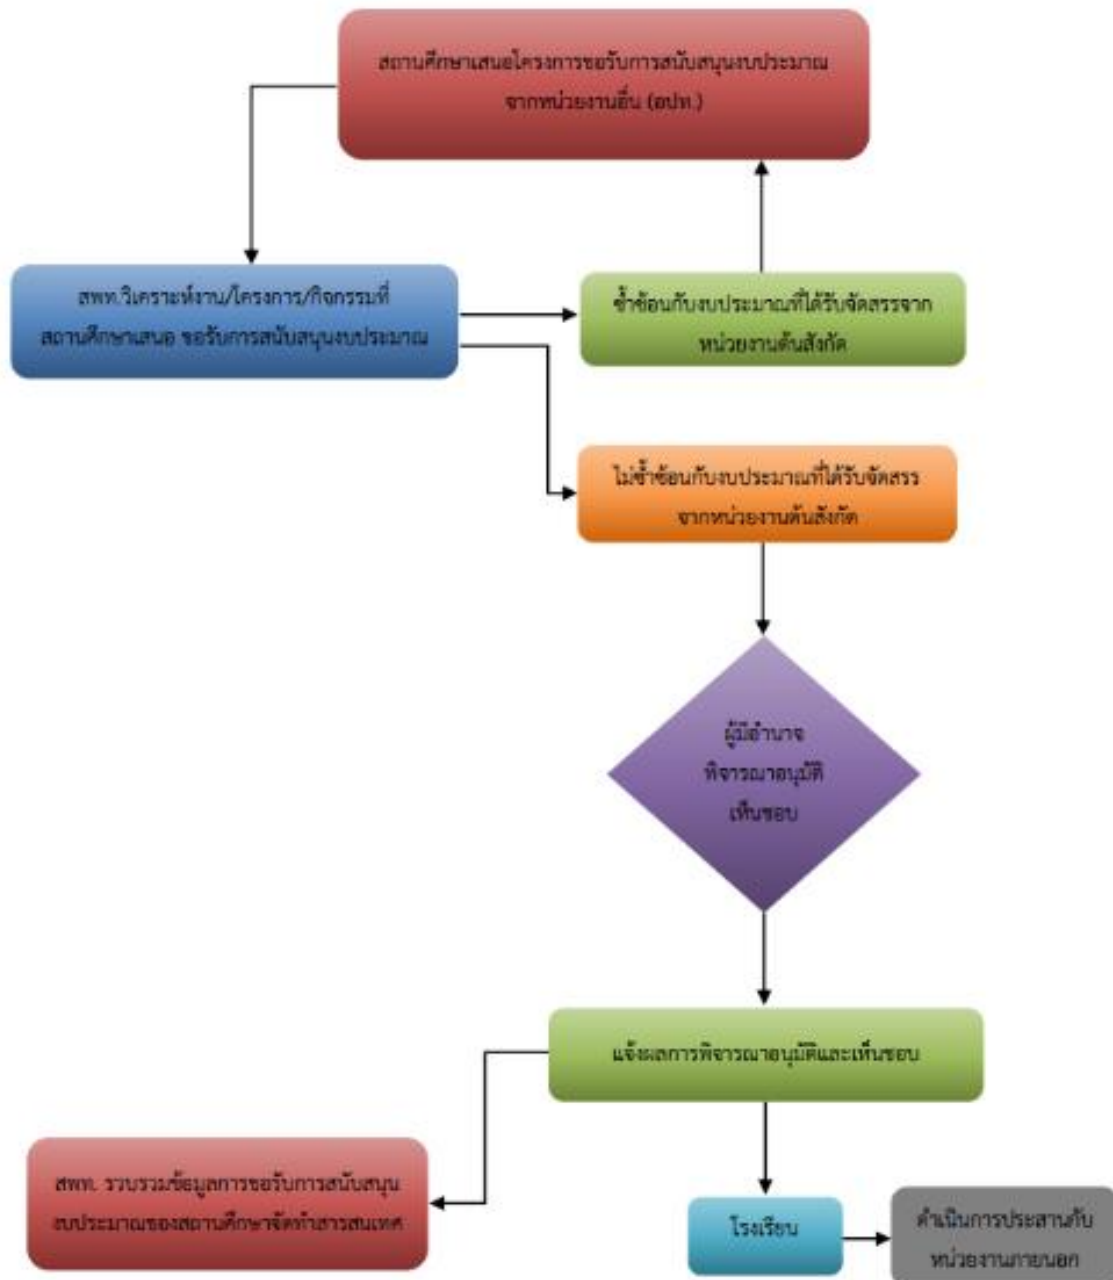 สถานศึกษาเสนอโครงการขอรับการสนับสนุนงบประมาณ
จากหน่วยงานอื่น (อปท.)
สพท.วิเคราะห์งาน/โครงการ/กิจกรรมที่
สถานศึกษาเสนอ ขอรับการสนับสนุนงบประมาณ
ซ้ำซ้อนกับงบประมาณที่ได้รับจัดสรรจาก
หน่วยงานต้นสังกัด
ไม่ซ้ำซ้อนกับงบประมาณที่ได้รับจัดสรร
จากหน่วยงานต้นสังกัด
ผู้มีอำนาจ
พิจารณาอนุมัติ
เห็นชอบ
แจ้งผลการพิจารณาอนุมัติและเห็นชอบ
สพท. รวบรวมข้อมูลการขอรับการสนับสนุน
งบประมาณของสถานศึกษาจัดทำสารสนเทศ
โรงเรียน
ดำเนินการประสานกับ
หน่วยงานภายนอก